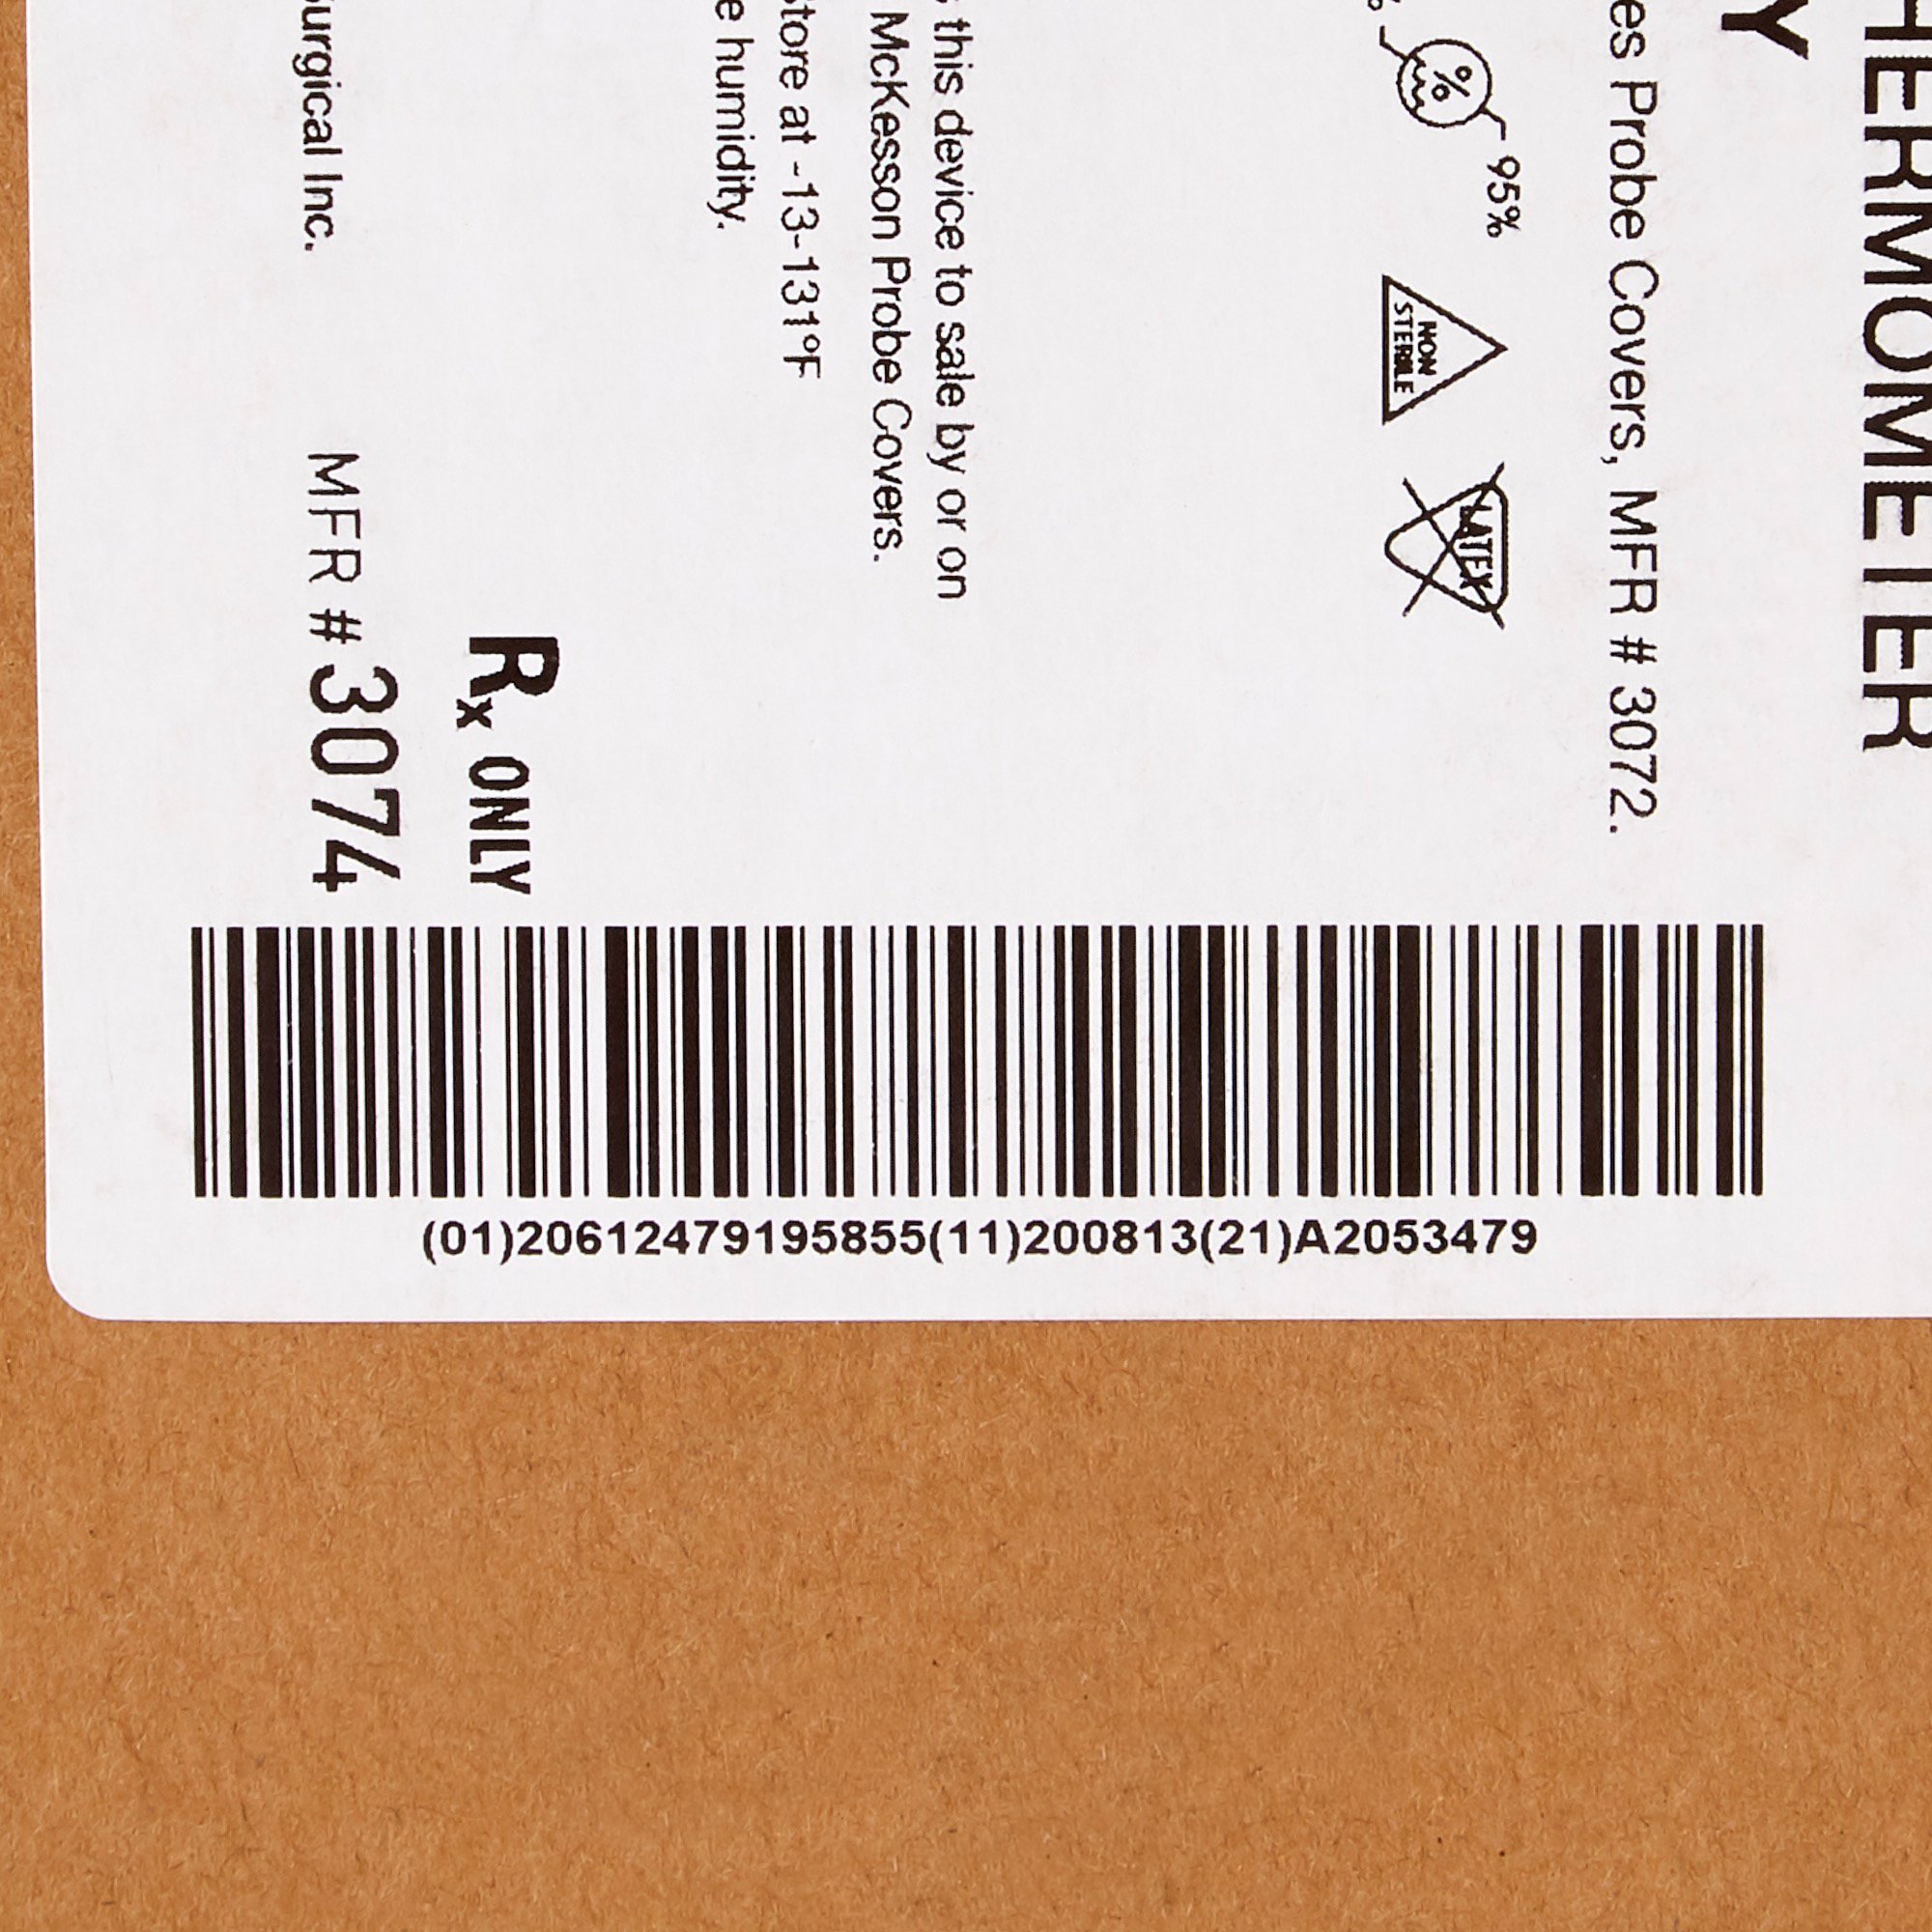 HERMOMETER
Y
es Probe Covers, MFR # 3072.
%
95%
NON
STERILE
LATEX
this device to sale by or on
McKesson Probe Covers.
Store at -13-131°F
e humidity.
Rx ONLY
urgical Inc.
MFR # 3074
(01)20612479195855(11)200813(21)A2053479